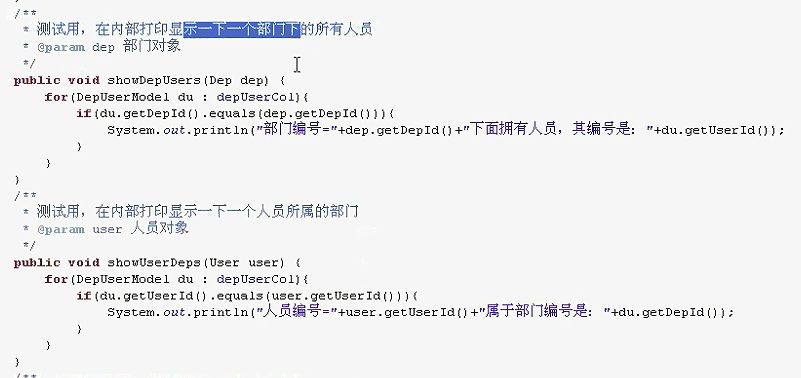 /**
 * 测试用，在内部打印显示一下一个部门下的所有人员
 * @param dep 部门对象
 */
public void showDepUsers(Dep dep) {
    for(DepUserModel du : depUserCol){
        if(du.getDepId().equals(dep.getDepId())){
            System.out.println("部门编号="+dep.getDepId()+"下面拥有人员，其编号是："+du.getUserId());
        }
    }
}
/**
 * 测试用，在内部打印显示一下一个人员所属的部门
 * @param user 人员对象
 */
public void showUserDeps(User user) {
    for(DepUserModel du : depUserCol){
        if(du.getUserId().equals(user.getUserId())){
            System.out.println("人员编号="+user.getUserId()+"属于部门编号是："+du.getDepId());
        }
    }
}
/**